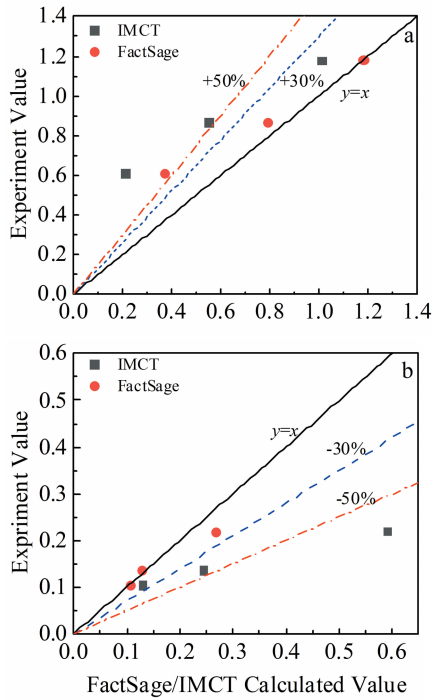 1.4
a
IMCT
FactSage
1.2
+50%
+30%
y=x
1.0
0.8
0.6
0.4
0.2
0.0
Experiment Value
0.0 0.2 0.4 0.6 0.8 1.0 1.2 1.4
0.6
b
IMCT
FactSage
0.5
y=x
0.4
-30%
0.3
-50%
0.2
0.1
0.0
Expriment Value
0.0 0.1 0.2 0.3 0.4 0.5 0.6
FactSage/IMCT Calculated Value